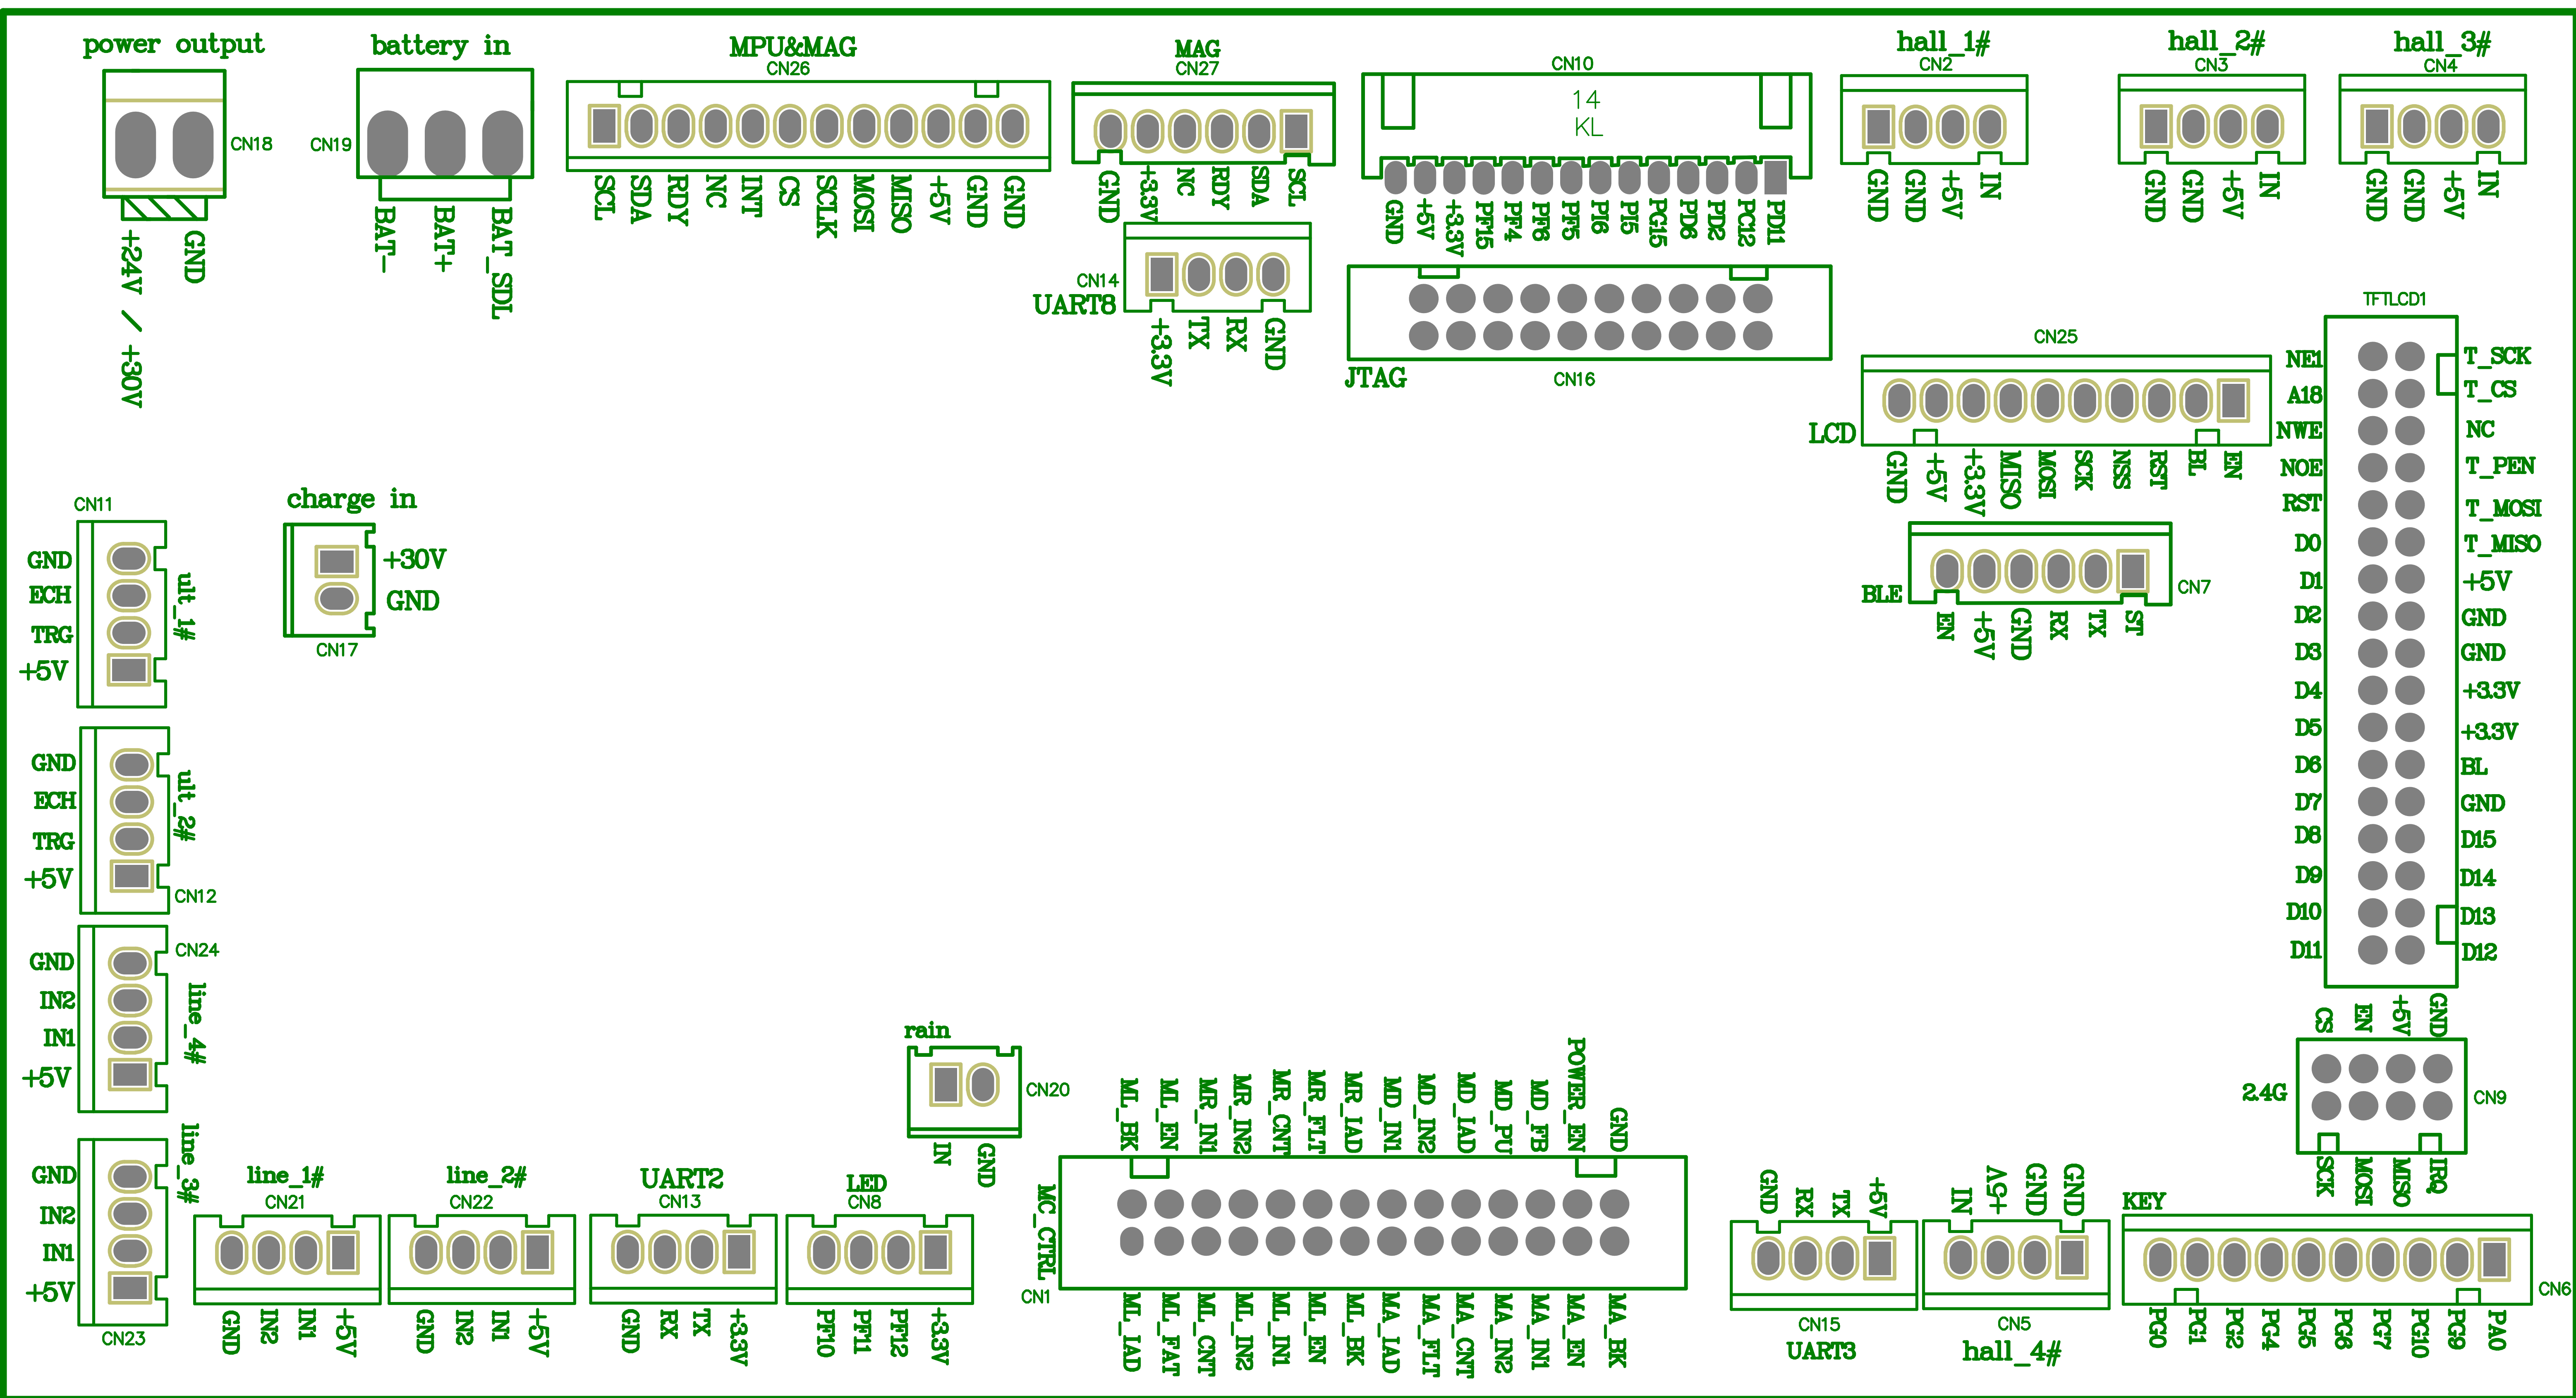 power output
CN18
+24V / +30V
GND
battery in
CN19
BAT-
BAT+
BAT_SDL
MPU&MAG
CN26
SCL
SDA
RDY
NC
INT
CS
SCLK
MOSI
MISO
+5V
GND
GND
MAG
CN27
GND
+3.3V
NC
RDY
SDA
SCL
CN10
14
KL
GND
+5V
+3.3V
PF15
PF4
PF6
PF5
PI6
PI5
PG15
PD6
PD2
PC12
PD11
hall_1#
CN2
GND
GND
+5V
IN
hall_2#
CN3
GND
GND
+5V
IN
hall_3#
CN4
GND
GND
+5V
IN
CN14
UART8
+3.3V
TX
RX
GND
JTAG
CN16
CN25
LCD
GND
+5V
+3.3V
MISO
MOSI
SCK
NSS
RST
BL
EN
BLE
CN7
EN
+5V
GND
RX
TX
ST
TFTLCD1
NE1
T_SCK
A18
T_CS
NWE
NC
NOE
T_PEN
RST
T_MOSI
D0
T_MISO
D1
+5V
D2
GND
D3
GND
D4
+3.3V
D5
+3.3V
D6
BL
D7
GND
D8
D15
D9
D14
D10
D13
D11
D12
CN11
GND
ECH
TRG
+5V
ult_1#
charge in
+30V
GND
CN17
GND
ECH
TRG
+5V
ult_2#
CN12
CN24
GND
IN2
IN1
+5V
line_4#
GND
IN2
IN1
+5V
line_3#
CN23
line_1#
CN21
GND
IN2
IN1
+5V
line_2#
CN22
GND
IN2
IN1
+5V
UART2
CN13
GND
RX
TX
+3.3V
LED
CN8
PF10
PF11
PF12
+3.3V
rain
CN20
IN
GND
ML_BK
ML_EN
MR_IN1
MR_IN2
MR_CNT
MR_FLT
MR_IAD
MD_IN1
MD_IN2
MD_IAD
MD_PU
MD_FB
POWER_EN
GND
MC_CTRL
CN1
ML_IAD
ML_FAT
ML_CNT
ML_IN2
ML_IN1
ML_EN
ML_BK
MA_IAD
MA_FLT
MA_CNT
MA_IN2
MA_IN1
MA_EN
MA_BK
GND
RX
TX
+5V
CN15
UART3
IN
+5V
GND
GND
CN5
hall_4#
CS
EN
+5V
GND
2.4G
CN9
SCK
MOSI
MISO
IRQ
KEY
CN6
PG0
PG1
PG2
PG4
PG5
PG8
PG7
PG10
PG9
PA0